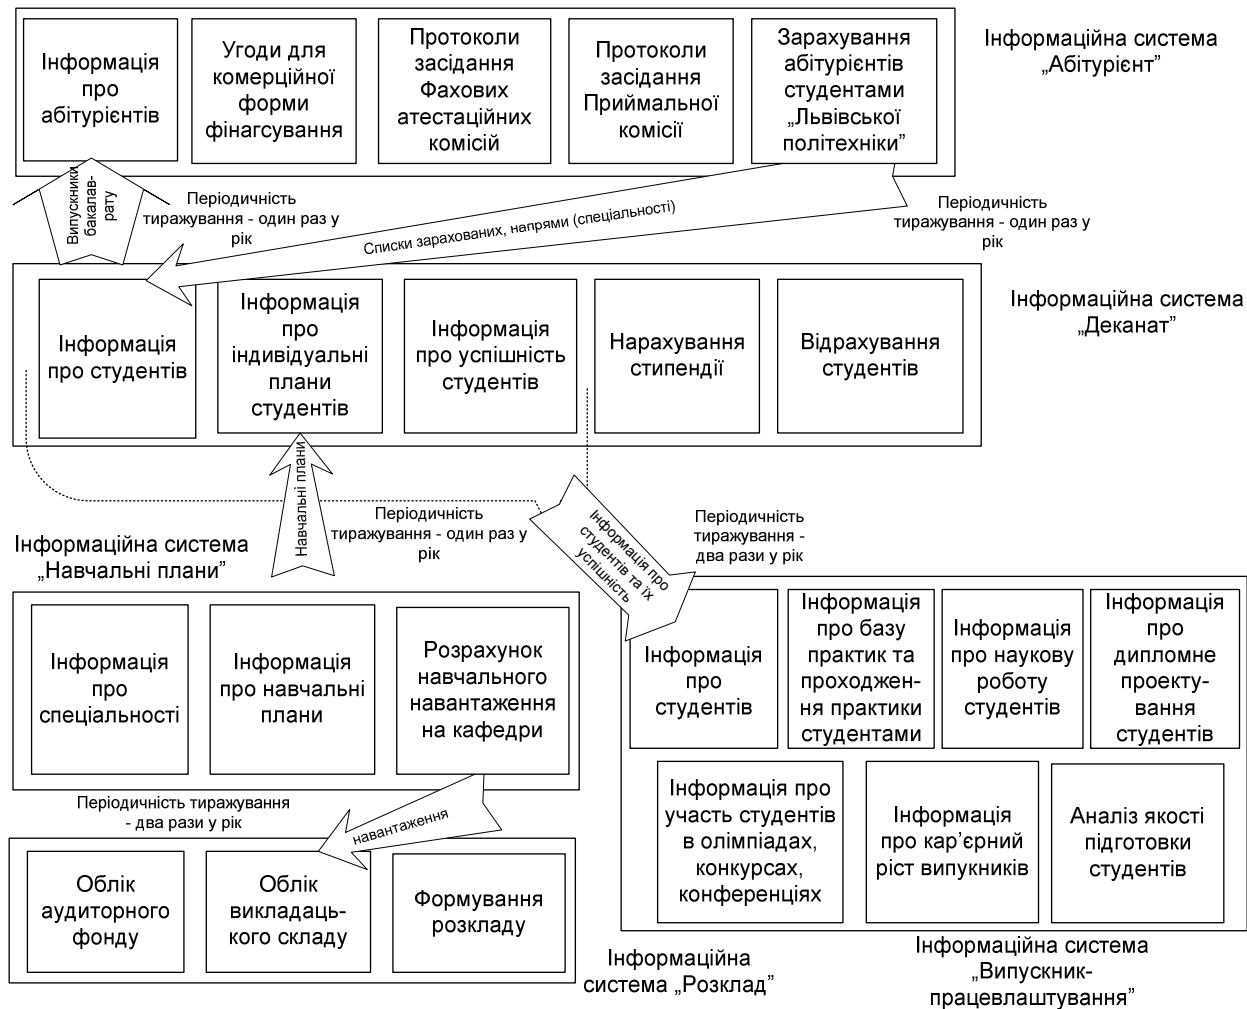 Інформація
про
абітурієнтів
Угоди для
комерційної
форми
фінагсування
Протоколи
засідання
Фахових
атестаційних
комісій
Протоколи
засідання
Приймальної
комісії
Зарахування
абітурієнтів
студентами
„Львівської
політехніки”
Інформаційна система
„Абітурієнт”
Випускники
бакалав-
рату
Періодичність
тиражування - один раз у
рік
Списки зарахованих, напрями (спеціальності)
Періодичність
тиражування - один раз у
рік
Інформація
про студентів
Інформація
про
індивідуальні
плани
студентів
Інформація
про успішність
студентів
Нарахування
стипендії
Відрахування
студентів
Інформаційна система
„Деканат”
Навчальні плани
Періодичність
тиражування - один раз у
рік
Інформація про
студентів та їх
успішність
Періодичність
тиражування -
два рази у рік
Інформаційна система
„Навчальні плани”
Інформація
про
спеціальності
Інформація
про навчальні
плани
Розрахунок
навчального
навантаження
на кафедри
Інформація
про
студентів
Інформація
про базу
практик та
проходжен-
ня практики
студентами
Інформація
про наукову
роботу
студентів
Інформація
про
дипломне
проекту-
вання
студентів
Інформація про
участь студентів
в олімпіадах,
конкурсах,
конференціях
Інформація
про кар’єрний
ріст випукників
Аналіз якості
підготовки
студентів
Періодичність тиражування
- два рази у рік
навантаження
Облік
аудиторного
фонду
Облік
викладаць-
кого складу
Формування
розкладу
Інформаційна
система „Розклад”
Інформаційна система
„Випускник-
працевлаштування”